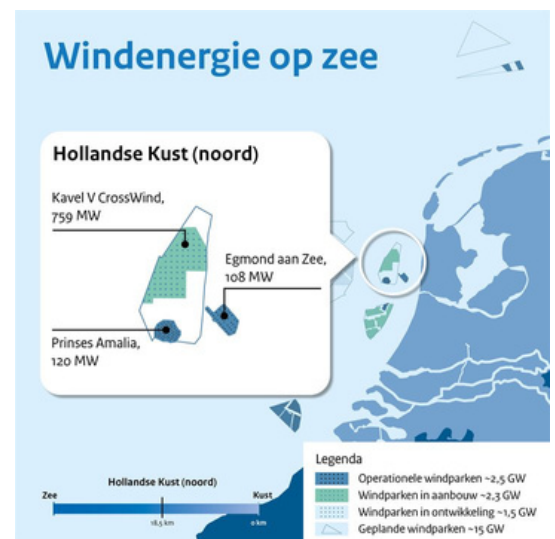 Windenergie op zee
Hollandse Kust (noord)
Kavel V CrossWind,
759 MW
Egmond aan Zee,
108 MW
Prinses Amalia,
120 MW
Hollandse Kust (noord)
Zee
Kust
18,5 km
0 km
Legenda
Operationele windparken ~2,5 GW
Windparken in aanbouw ~2,3 GW
Windparken in ontwikkeling ~1,5 GW
Geplande windparken ~15 GW